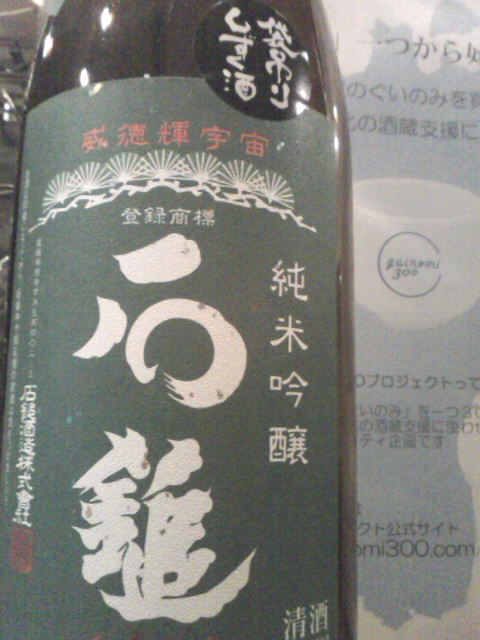 袋吊り
しずく酒
威徳輝宇宙
登録商標
純米吟醸
石鎚
石鎚酒造株式會社
清酒
一つから始
のぐいのみを買
の酒蔵支援に
guinomi
300
0プロジェクトって
いのみ」を一つ3
の酒蔵支援に使わせ
ティ企画です
クト公式サイト
omi300.com